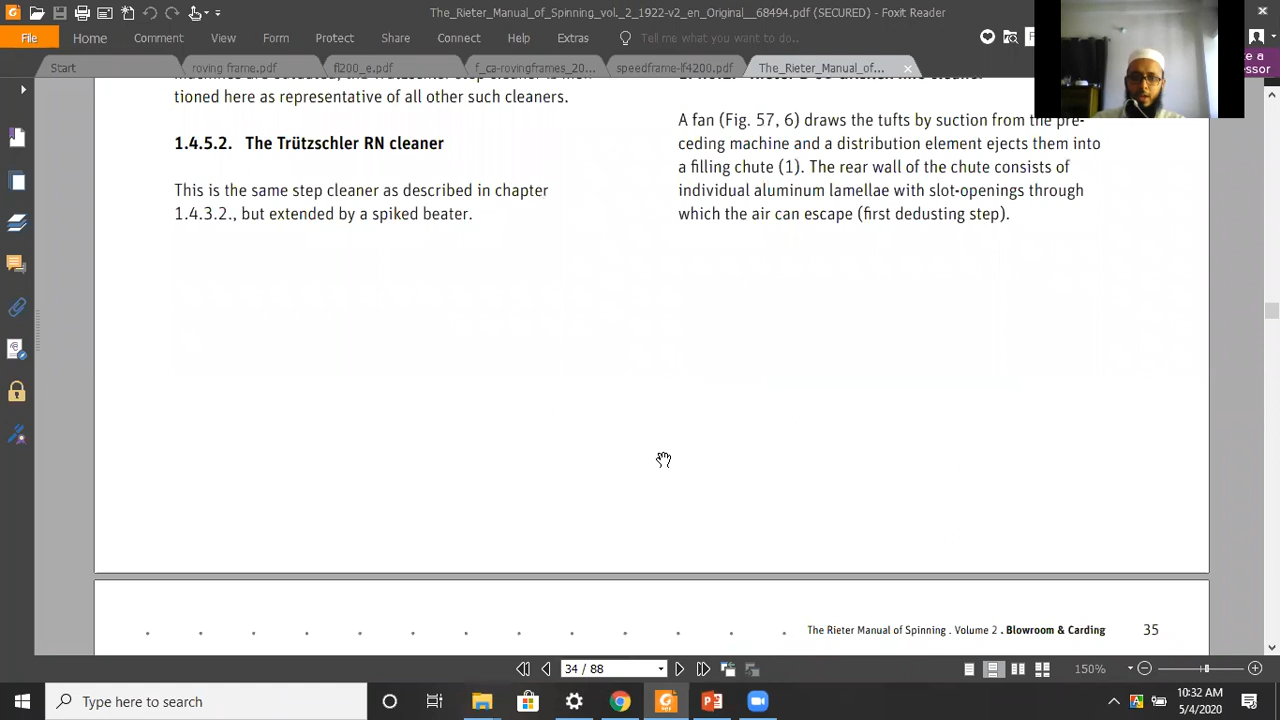 The_Rieter_Manual_of_Spinning_vol._2_1922-v2_en_Original__68494.pdf (SECURED) - Foxit Reader
File Home Comment View Form Protect Share Connect Help Extras Tell me what you want to do...
Start roving frame.pdf fl200_e.pdf f_ca-rovingframes_20... speedframe-lf4200.pdf The_Rieter_Manual_of...
tioned here as representative of all other such cleaners.
1.4.5.2. The Trützschler RN cleaner
This is the same step cleaner as described in chapter
1.4.3.2., but extended by a spiked beater.
A fan (Fig. 57, 6) draws the tufts by suction from the pre-
ceding machine and a distribution element ejects them into
a filling chute (1). The rear wall of the chute consists of
individual aluminum lamellae with slot-openings through
which the air can escape (first dedusting step).
The Rieter Manual of Spinning . Volume 2 . Blowroom & Carding 35
34 / 88
150%
Type here to search
10:32 AM
5/4/2020